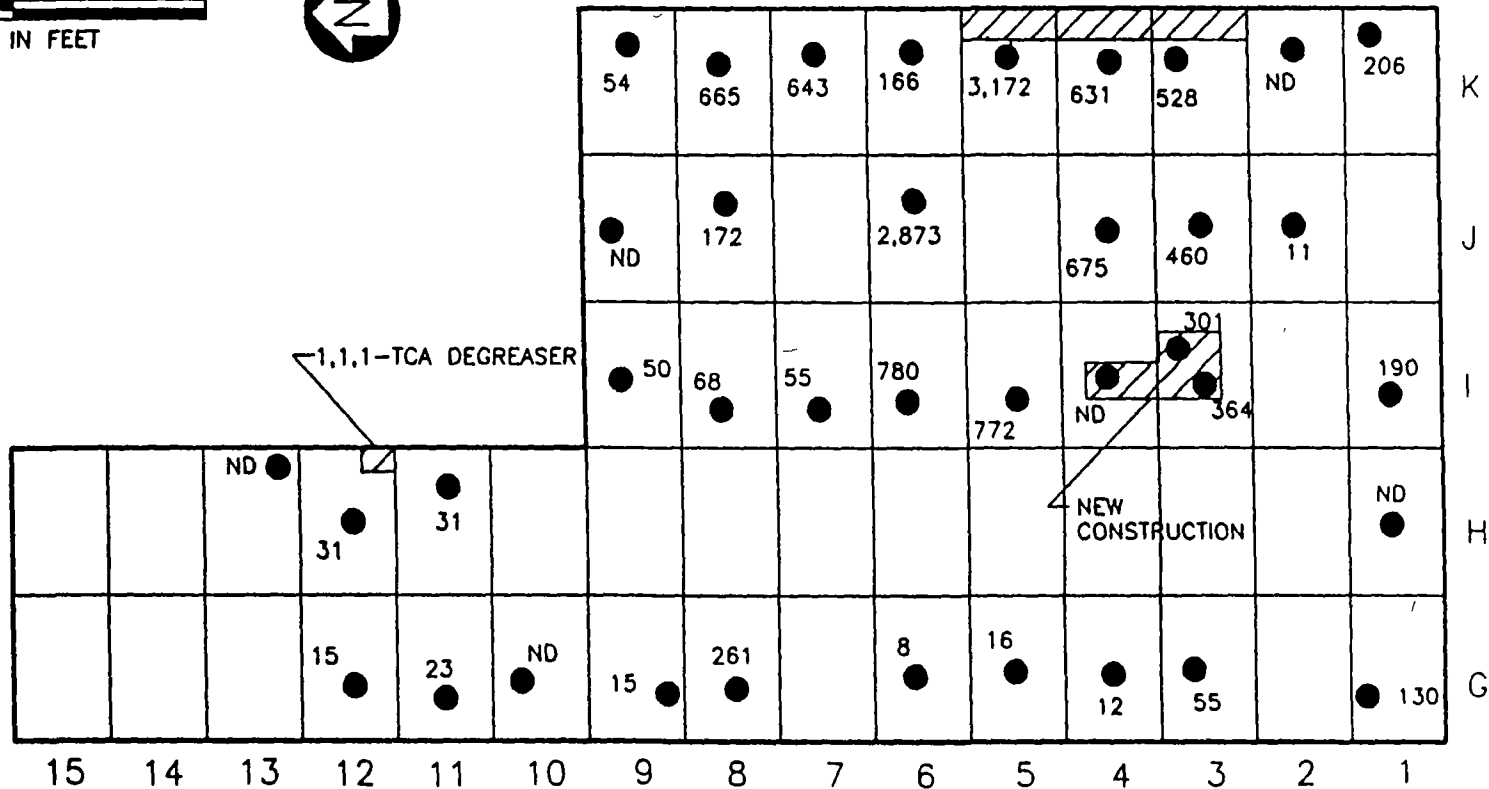 IN FEET
N
54 665 643 166 3,172 631 528 ND 206 K
ND 172 2,873 675 460 11 J
1,1,1-TCA DEGREASER
50 68 55 780 772 ND 301 364 190 I
ND 31 31 NEW ND H
CONSTRUCTION
15 23 ND 15 261 8 16 12 55 130 G
15 14 13 12 11 10 9 8 7 6 5 4 3 2 1